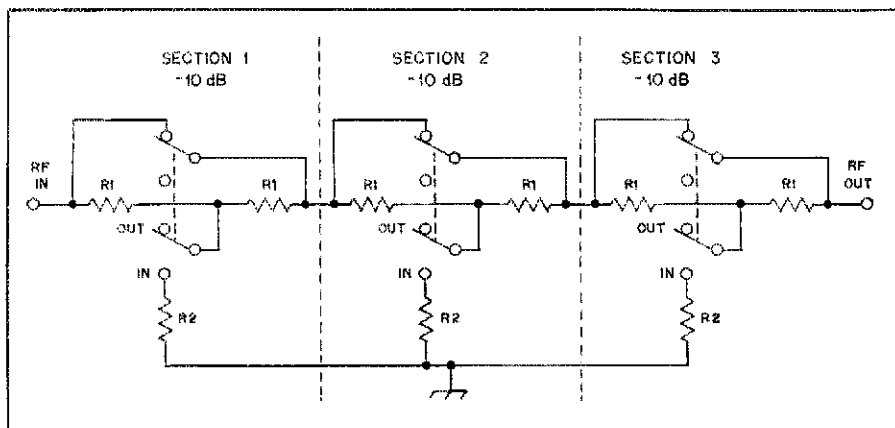 SECTION 1
-10 dB
SECTION 2
-10 dB
SECTION 3
-10 dB
RF
IN
R1
R1
R1
R1
R1
R1
RF
OUT
OUT
OUT
OUT
IN
IN
IN
R2
R2
R2